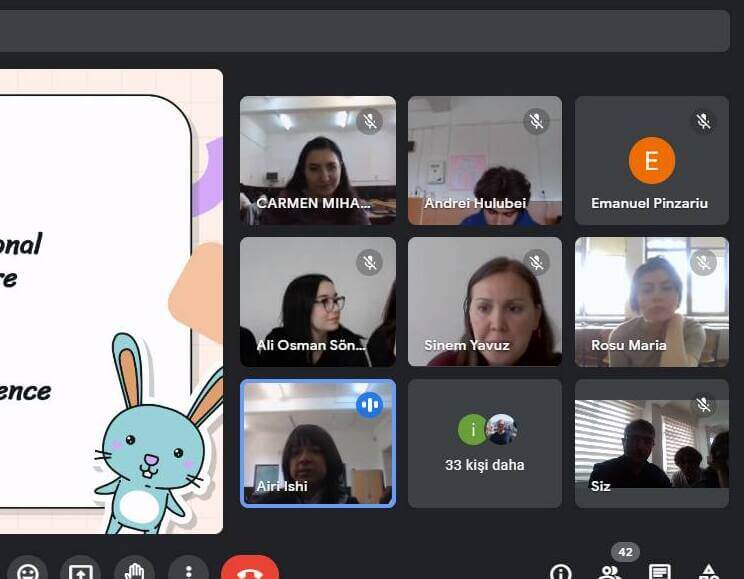 onal
re
ence
CARMEN MIHA...
Andrei Hulubei
E
Emanuel Pinzariu
Ali Osman Sön...
Sinem Yavuz
Rosu Maria
Airi Ishi
i
33 kişi daha
Siz
42